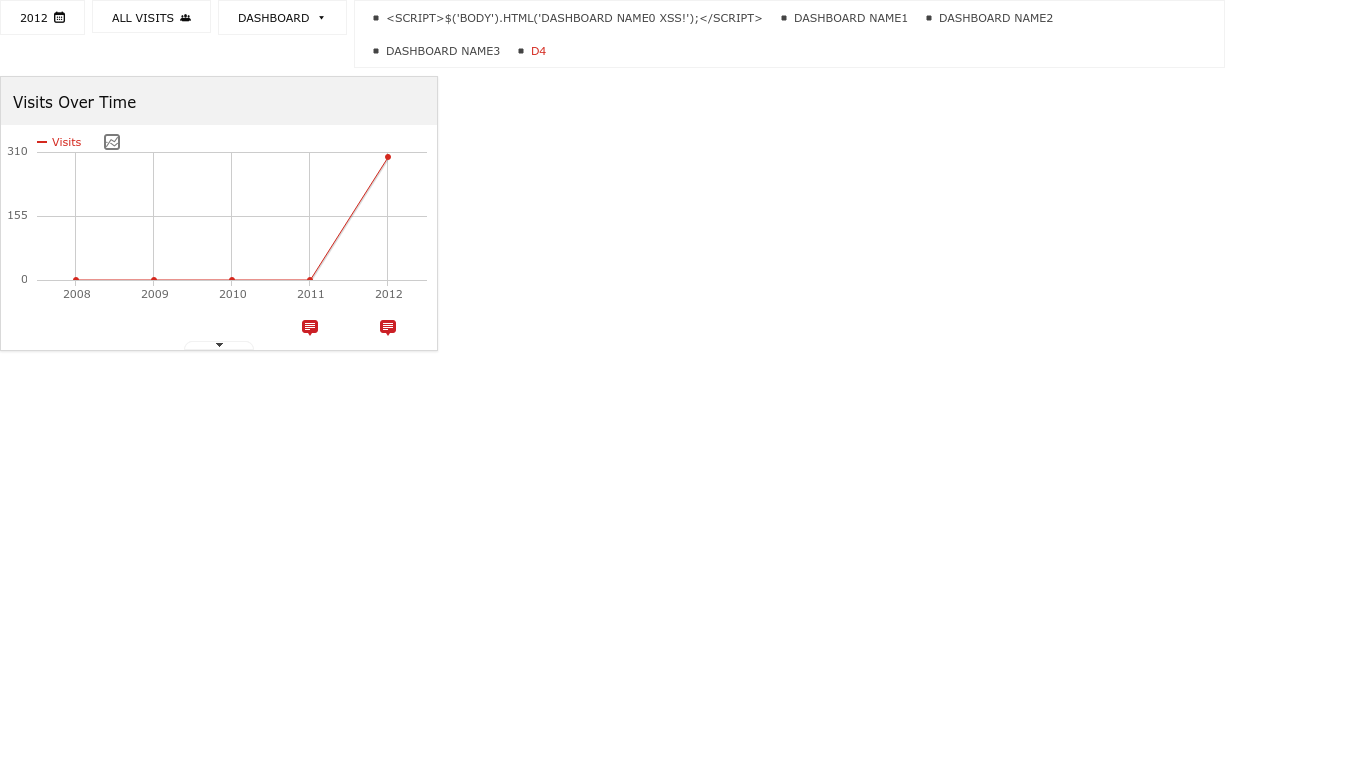 2012
ALL VISITS
DASHBOARD
<SCRIPT>$('BODY').HTML('DASHBOARD NAME0 XSS!');</SCRIPT>
DASHBOARD NAME1
DASHBOARD NAME2
DASHBOARD NAME3
D4
Visits Over Time
Visits
310
155
0
2008 2009 2010 2011 2012